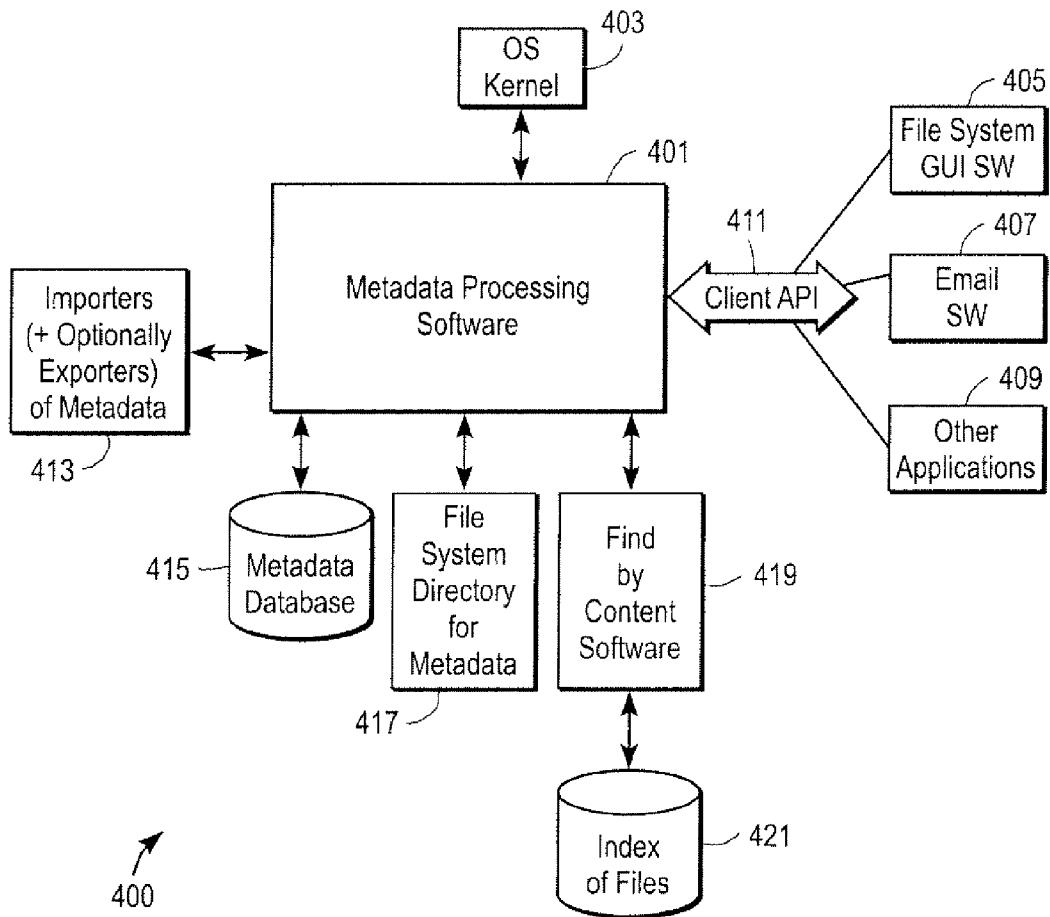 403
OS
Kernel
401
405
File System
GUI SW
411
407
Metadata Processing
Software
Client API
Email
SW
Importers
(+ Optionally
Exporters)
of Metadata
413
409
Other
Applications
415
Metadata
Database
File
System
Directory
for
Metadata
417
Find
by
Content
Software
419
Index
of Files
421
400